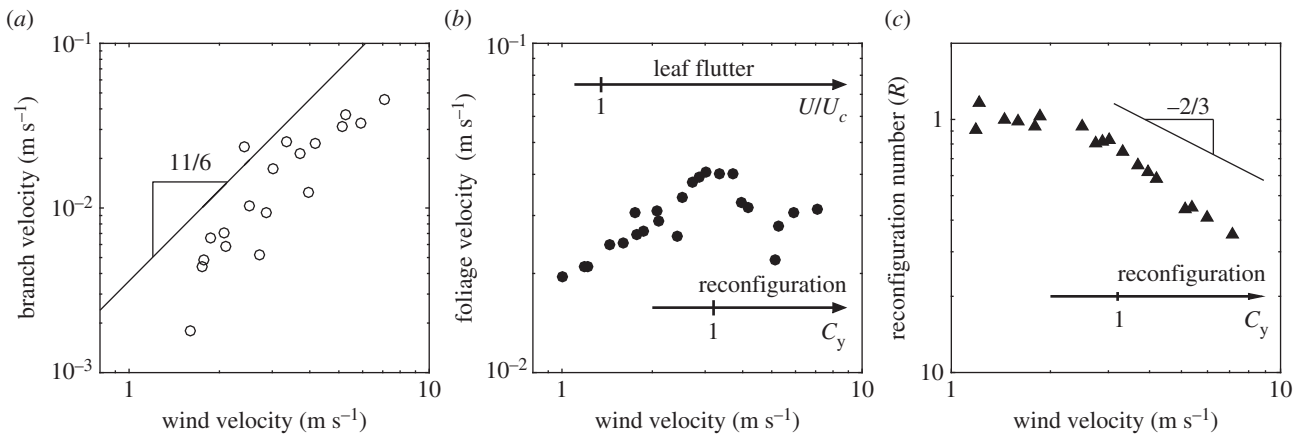 (a)
10⁻¹
10⁻²
10⁻³
11/6
1
10
branch velocity (m s⁻¹)
wind velocity (m s⁻¹)
(b)
10⁻¹
10⁻²
leaf flutter
1
U/U_c
reconfiguration
1
C_y
1
10
foliage velocity (m s⁻¹)
wind velocity (m s⁻¹)
(c)
1
10
–2/3
reconfiguration
1
C_y
1
10
reconfiguration number (R)
wind velocity (m s⁻¹)